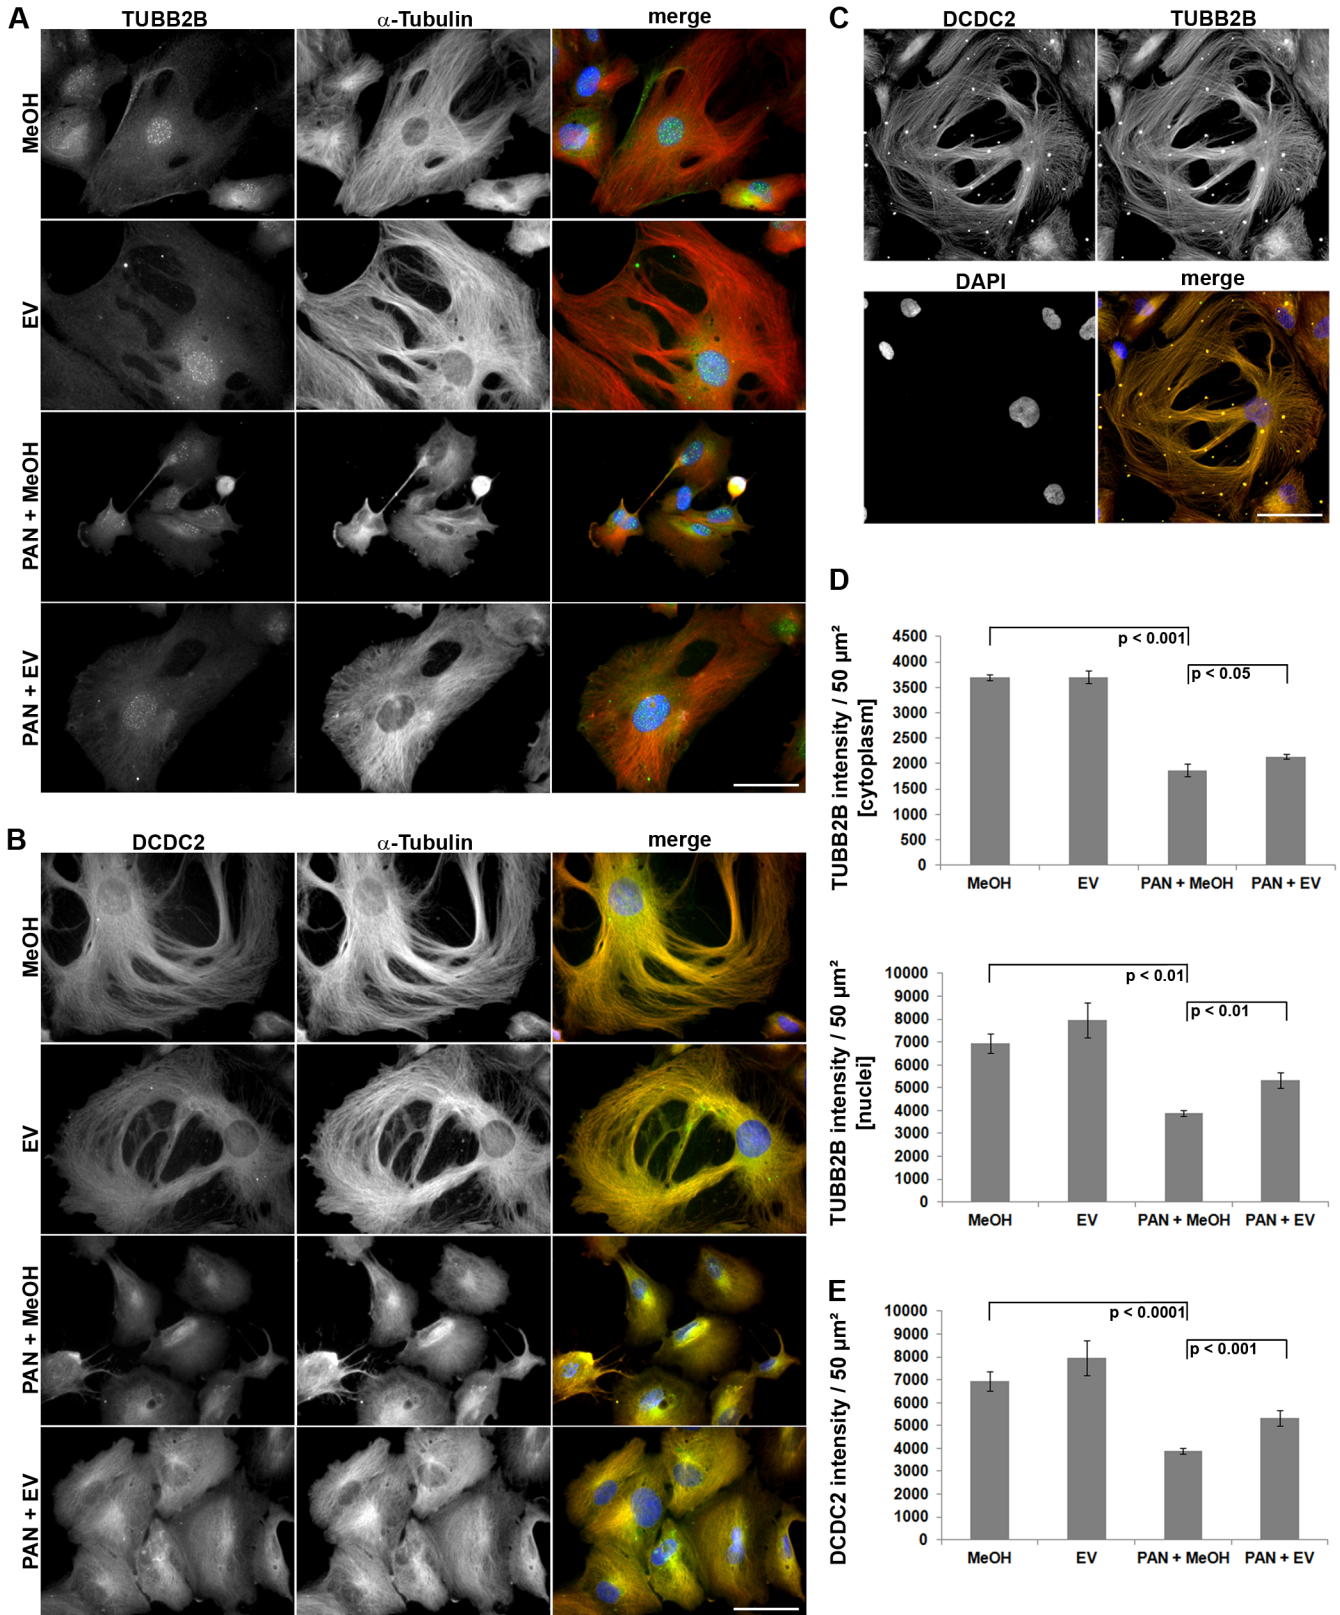 A
TUBB2B
α-Tubulin
merge
MeOH
EV
PAN + MeOH
PAN + EV
B
DCDC2
α-Tubulin
merge
MeOH
EV
PAN + MeOH
PAN + EV
C
DCDC2
TUBB2B
DAPI
merge
D
TUBB2B intensity / 50 µm²
[cytoplasm]
4500
4000
3500
3000
2500
2000
1500
1000
500
0
p < 0.001
p < 0.05
MeOH
EV
PAN + MeOH
PAN + EV
TUBB2B intensity / 50 µm²
[nuclei]
10000
9000
8000
7000
6000
5000
4000
3000
2000
1000
0
p < 0.01
p < 0.01
MeOH
EV
PAN + MeOH
PAN + EV
E
DCDC2 intensity / 50 µm²
10000
9000
8000
7000
6000
5000
4000
3000
2000
1000
0
p < 0.0001
p < 0.001
MeOH
EV
PAN + MeOH
PAN + EV